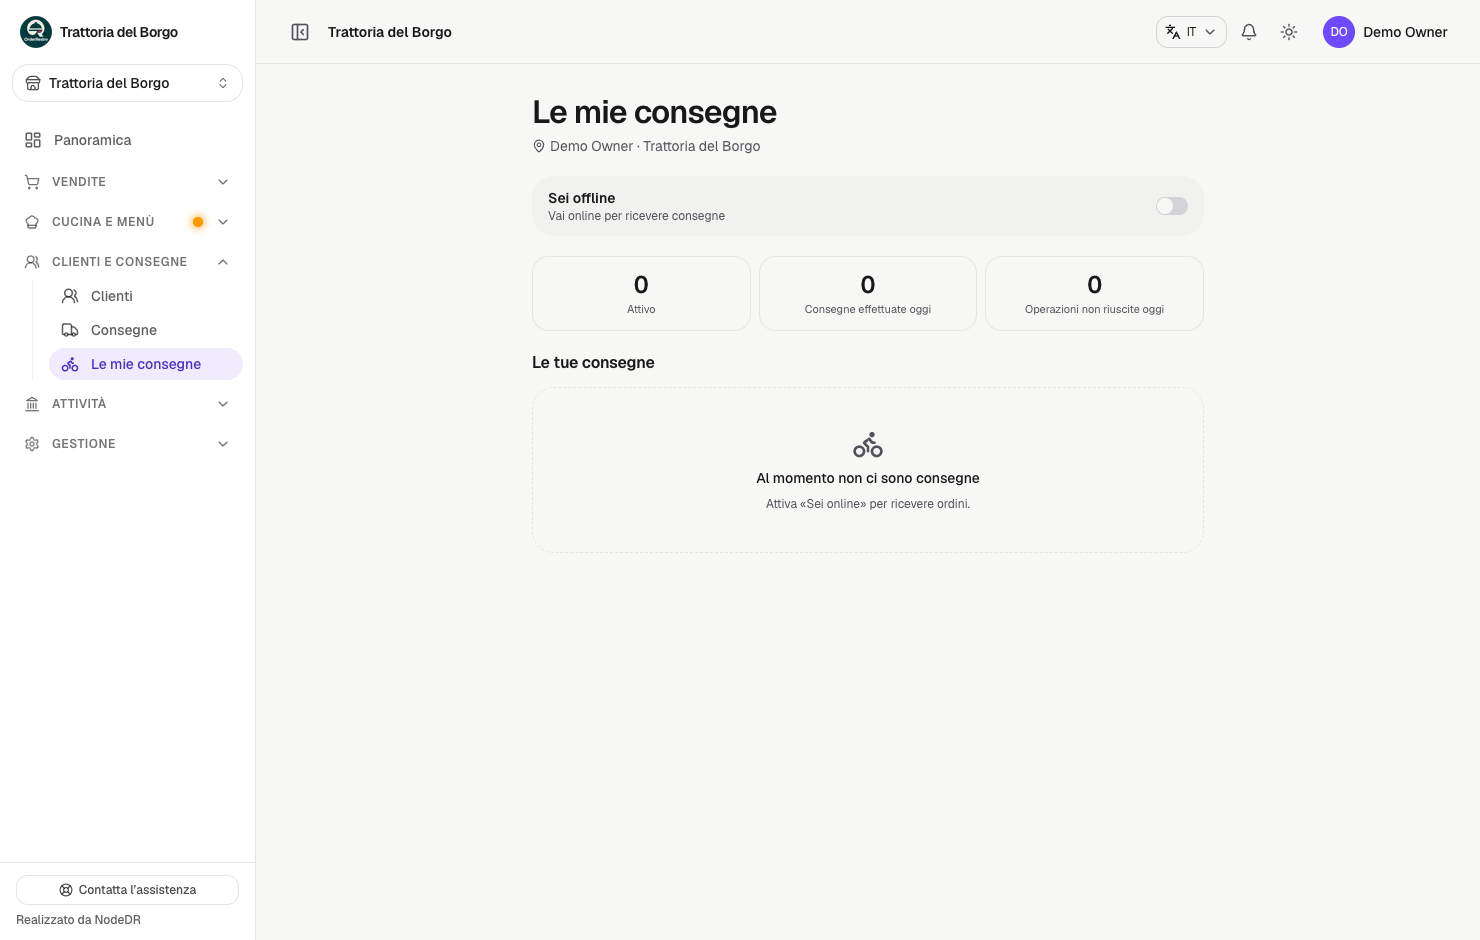 Trattoria del Borgo
Trattoria del Borgo
Panoramica
VENDITE
CUCINA E MENÙ
CLIENTI E CONSEGNE
Clienti
Consegne
Le mie consegne
ATTIVITÀ
GESTIONE
Contatta l'assistenza
Realizzato da NodeDR
Trattoria del Borgo
IT
DO
Demo Owner
Le mie consegne
Demo Owner · Trattoria del Borgo
Sei offline
Vai online per ricevere consegne
0
Attivo
0
Consegne effettuate oggi
0
Operazioni non riuscite oggi
Le tue consegne
Al momento non ci sono consegne
Attiva «Sei online» per ricevere ordini.